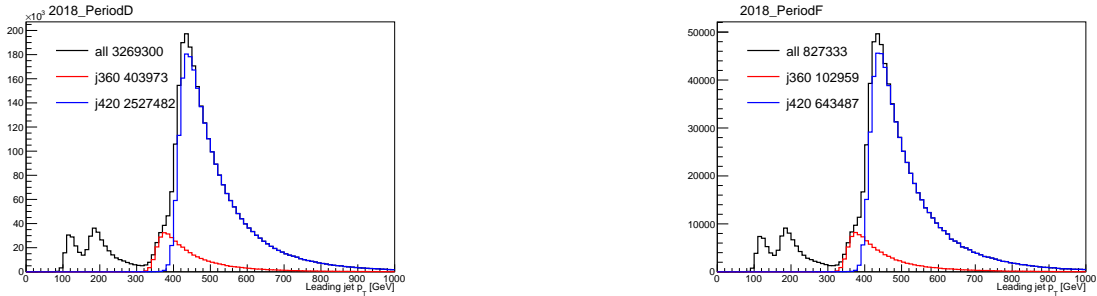 2018_PeriodD
×10³
200
180
160
140
120
100
80
60
40
20
0
all 3269300
j360 403973
j420 2527482
0 100 200 300 400 500 600 700 800 900 1000
Leading jet p_T [GeV]
2018_PeriodF
50000
40000
30000
20000
10000
0
all 827333
j360 102959
j420 643487
0 100 200 300 400 500 600 700 800 900 1000
Leading jet p_T [GeV]